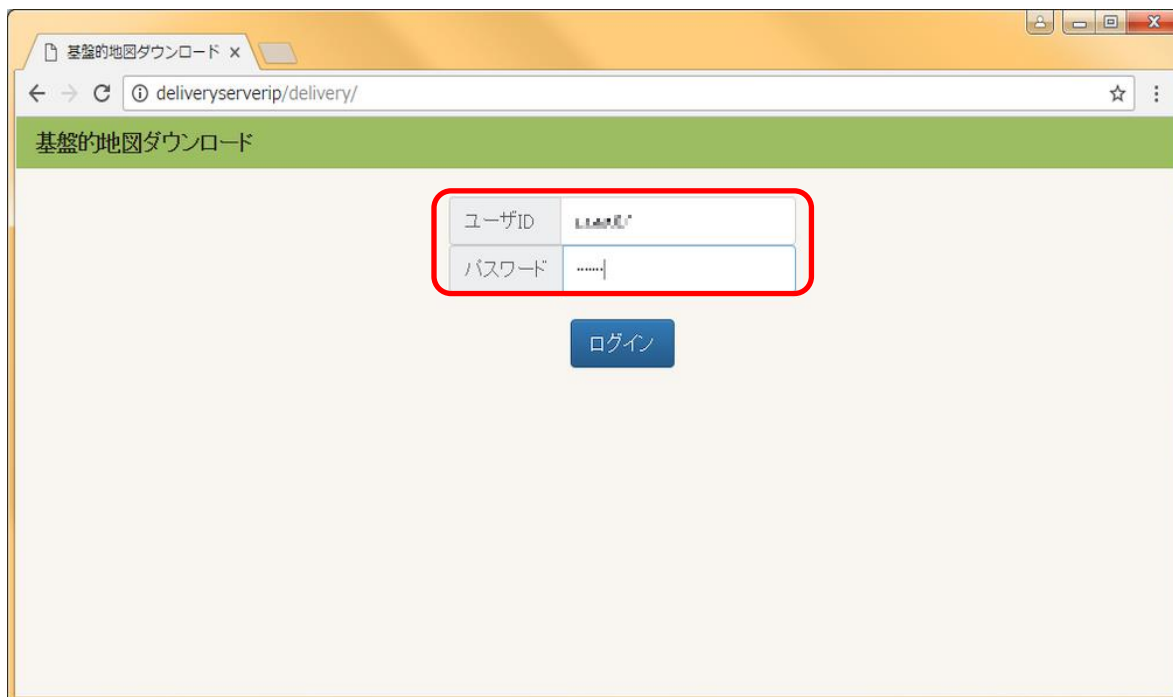 基盤的地図ダウンロード
deliveryserverip/delivery/
基盤的地図ダウンロード
ユーザID
パスワード
ログイン